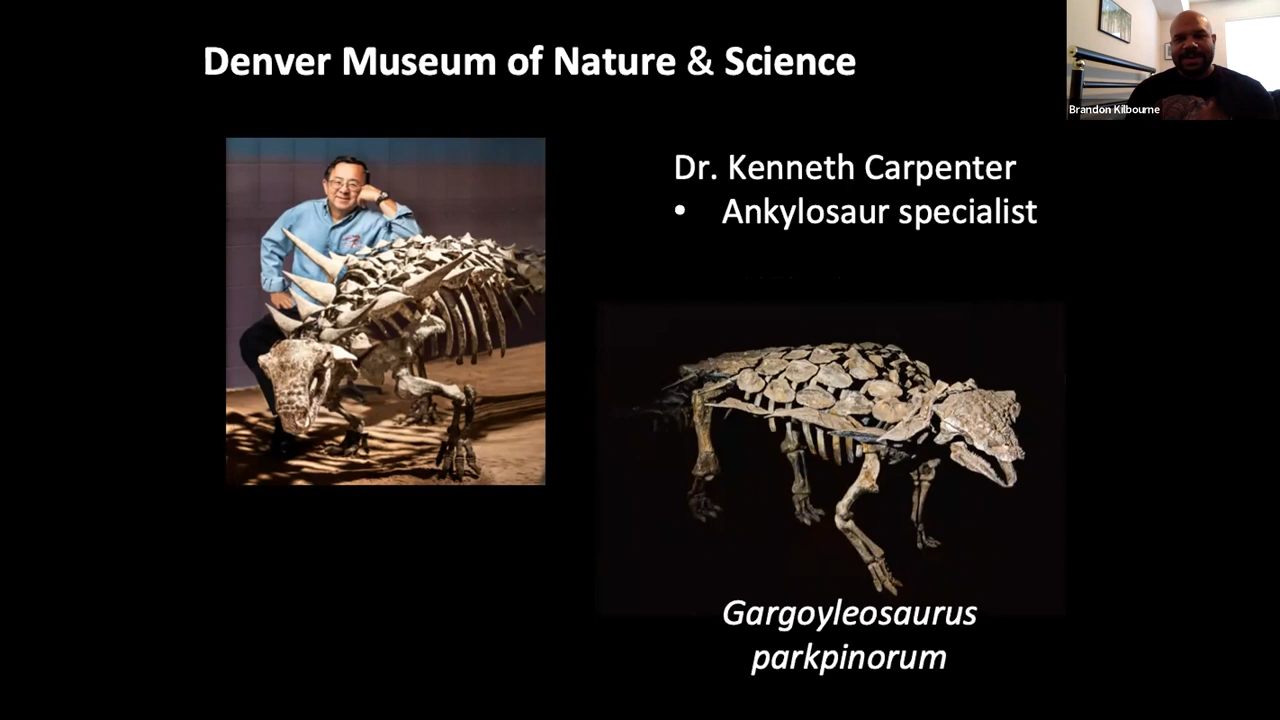 Denver Museum of Nature & Science
Brandon Kilbourne
Dr. Kenneth Carpenter
• Ankylosaur specialist
Gargoyleosaurus
parkpinorum